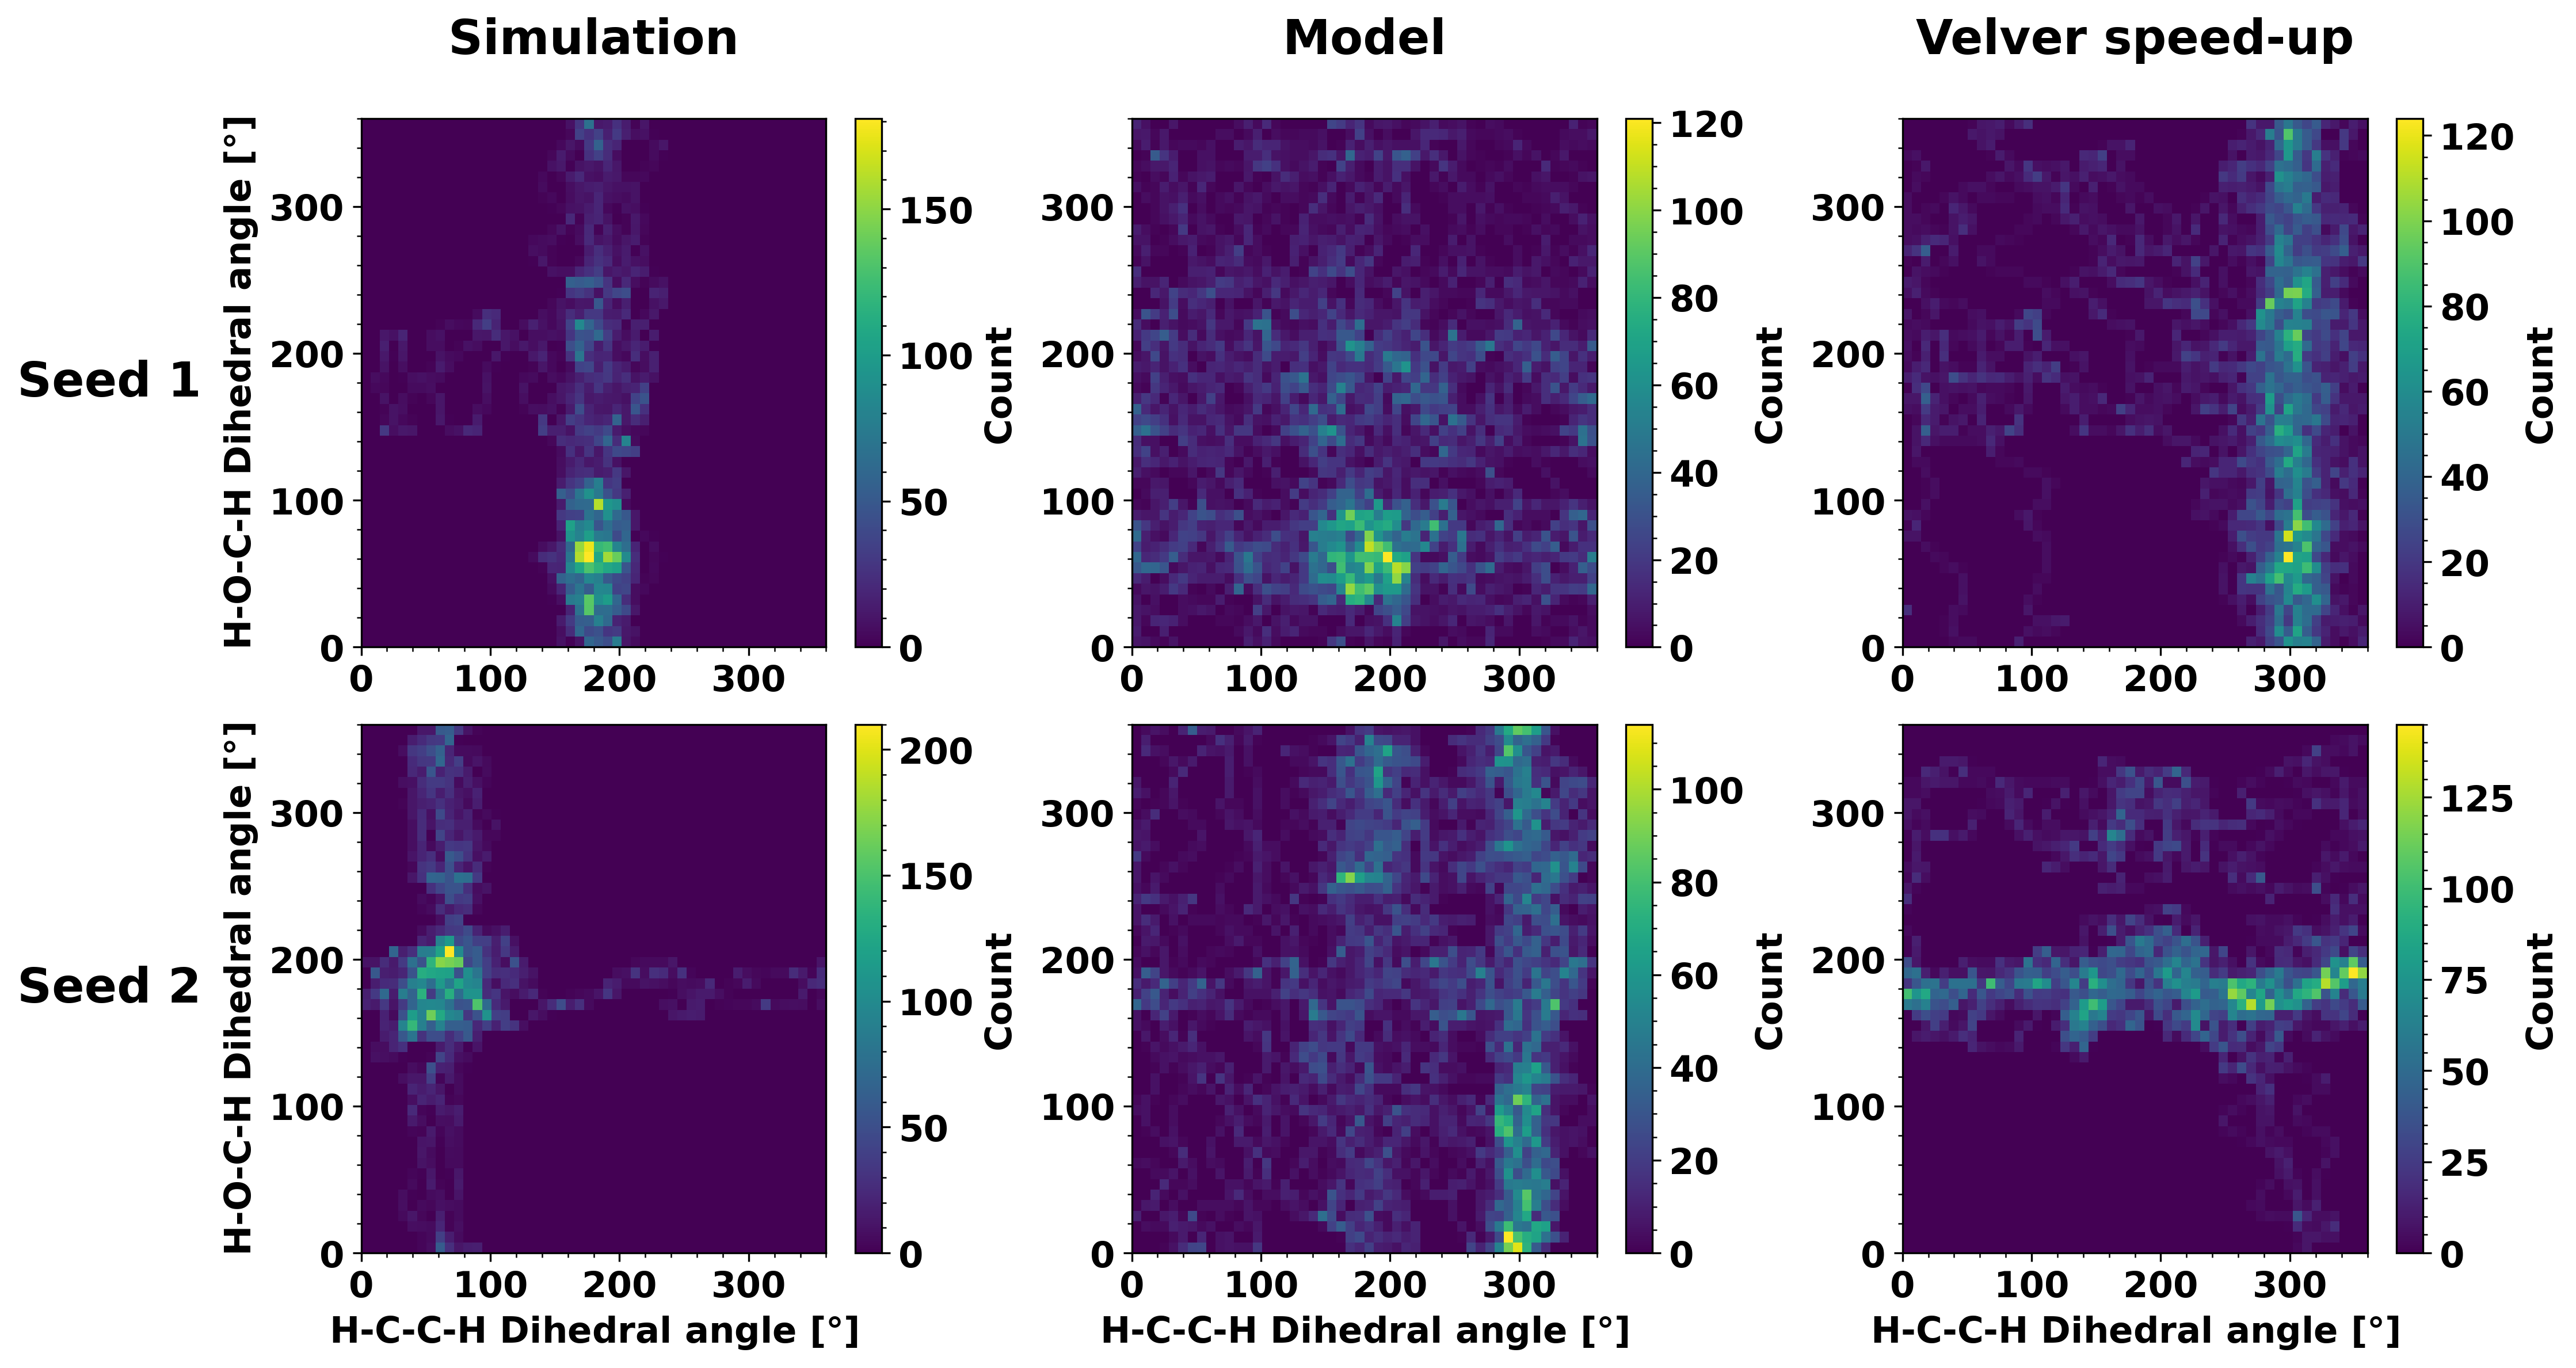 Simulation
Model
Velver speed-up
Seed 1
H-O-C-H Dihedral angle [°]
300
200
100
0
0 100 200 300
150
100
50
0
Count
300
200
100
0
0 100 200 300
120
100
80
60
40
20
0
Count
300
200
100
0
0 100 200 300
120
100
80
60
40
20
0
Count
Seed 2
H-O-C-H Dihedral angle [°]
300
200
100
0
0 100 200 300
H-C-C-H Dihedral angle [°]
200
150
100
50
0
Count
300
200
100
0
0 100 200 300
H-C-C-H Dihedral angle [°]
100
80
60
40
20
0
Count
300
200
100
0
0 100 200 300
H-C-C-H Dihedral angle [°]
125
100
75
50
25
0
Count